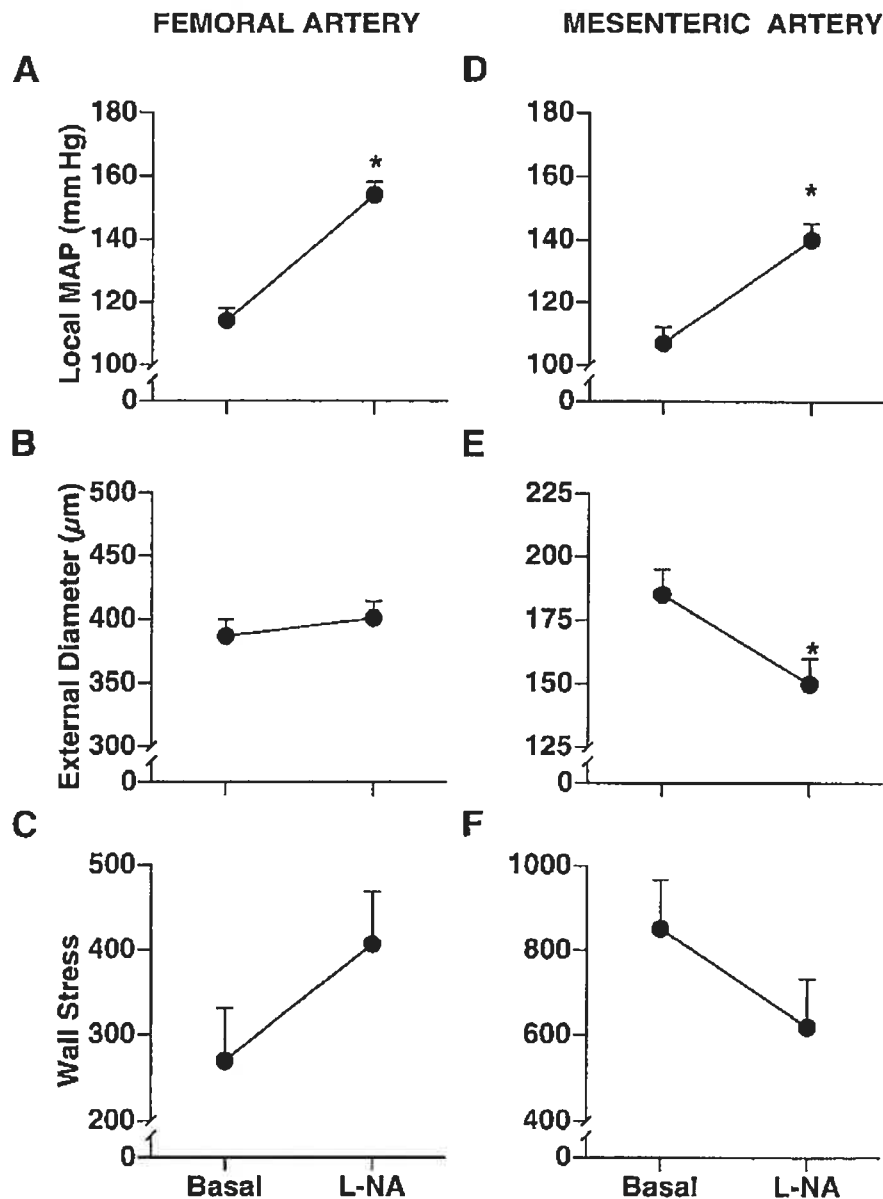 FEMORAL ARTERY
MESENTERIC ARTERY
A
Local MAP (mm Hg)
180
160
140
120
100
0
*
D
180
160
140
120
100
0
*
B
External Diameter (μm)
500
450
400
350
300
0
E
225
200
175
150
125
0
*
C
Wall Stress
500
400
300
200
0
Basal
L-NA
F
1000
800
600
400
0
Basal
L-NA